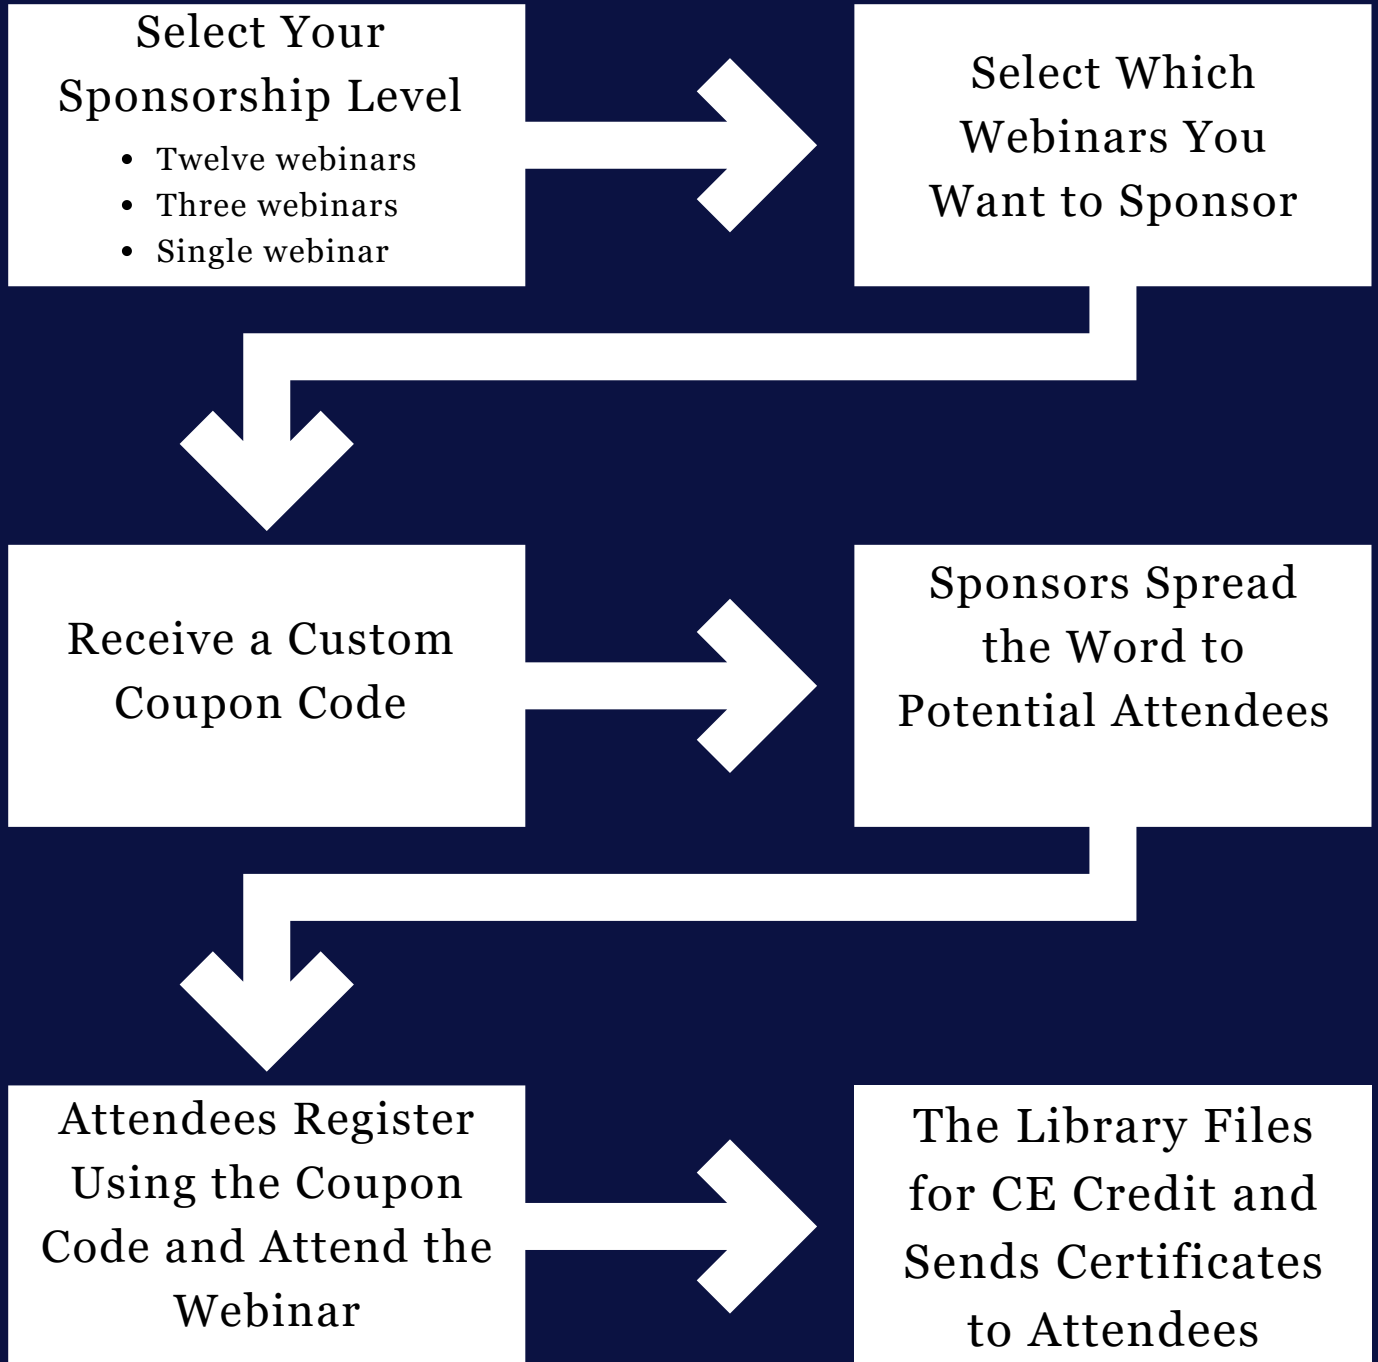 Select Your
Sponsorship Level
• Twelve webinars
• Three webinars
• Single webinar
Select Which
Webinars You
Want to Sponsor
Receive a Custom
Coupon Code
Sponsors Spread
the Word to
Potential Attendees
Attendees Register
Using the Coupon
Code and Attend the
Webinar
The Library Files
for CE Credit and
Sends Certificates
to Attendees